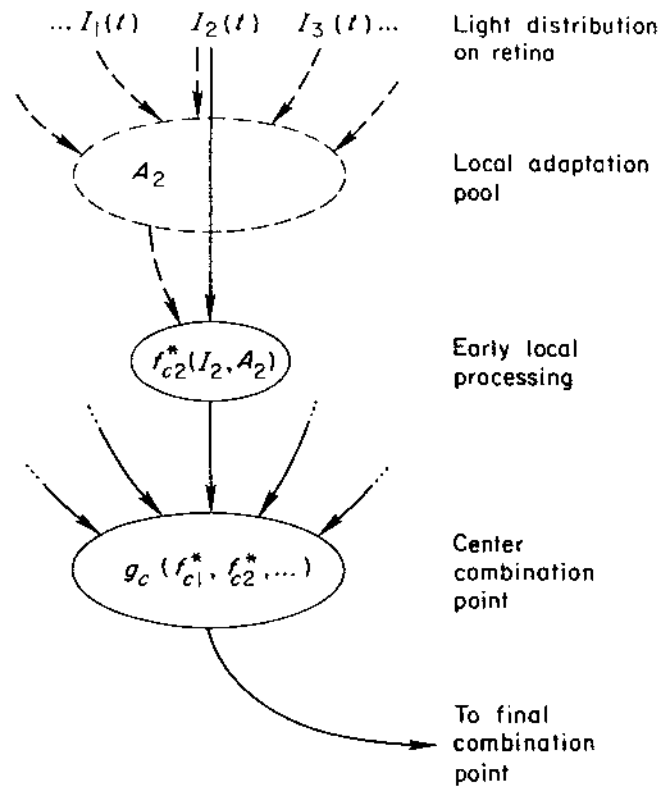 ... I₁(t) I₂(t) I₃(t)...
Light distribution
on retina
A₂
Local adaptation
pool
f*c2(I₂, A₂)
Early local
processing
g_c (f*c1, f*c2, ...)
Center
combination
point
To final
combination
point